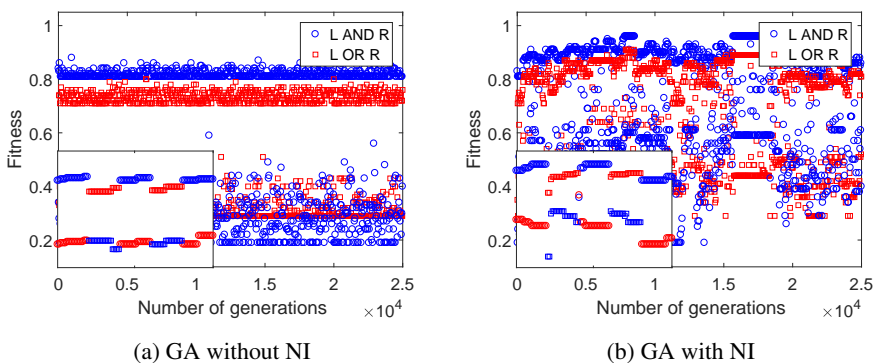 1
0.8
0.6
0.4
0.2
Fitness
L AND R
L OR R
0 0.5 1 1.5 2 2.5
Number of generations
×10^4
(a) GA without NI
1
0.8
0.6
0.4
0.2
Fitness
L AND R
L OR R
0 0.5 1 1.5 2 2.5
Number of generations
×10^4
(b) GA with NI